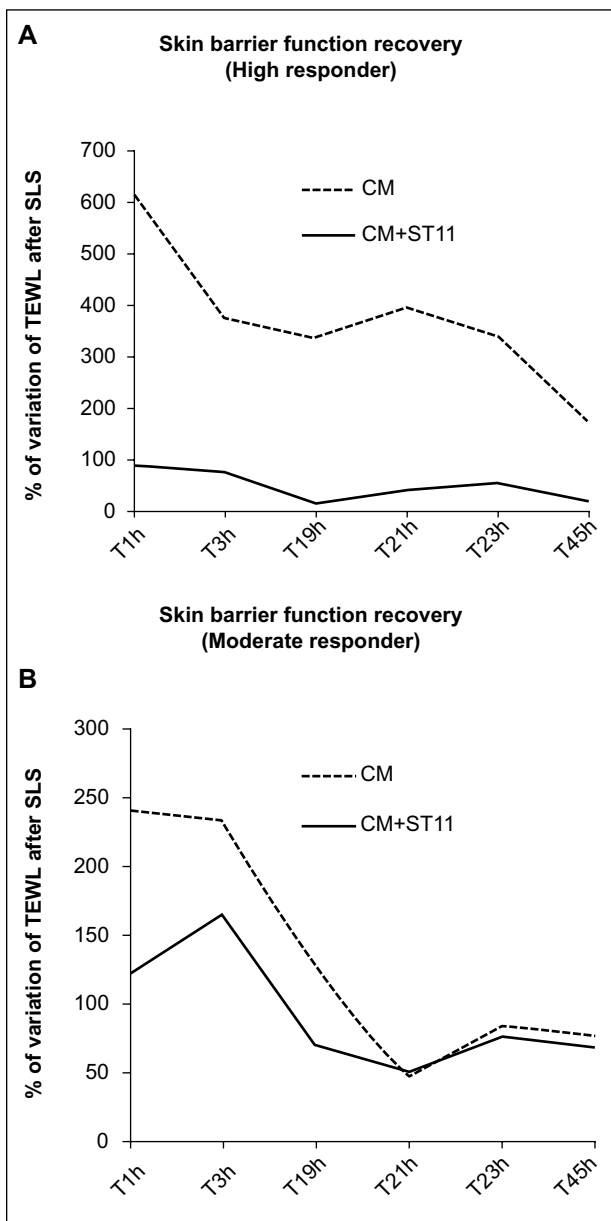 A
Skin barrier function recovery
(High responder)
% of variation of TEWL after SLS
700
600
500
400
300
200
100
0
CM
CM+ST11
T1h
T3h
T19h
T21h
T23h
T45h
Skin barrier function recovery
(Moderate responder)
B
% of variation of TEWL after SLS
300
250
200
150
100
50
0
CM
CM+ST11
T1h
T3h
T19h
T21h
T23h
T45h